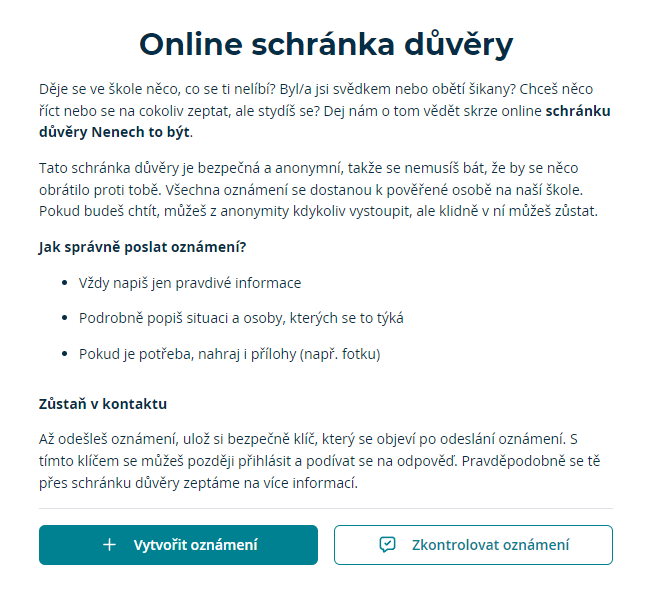 Online schránka důvěry
Děje se ve škole něco, co se ti nelíbí? Byl/a jsi svědkem nebo obětí šikany? Chceš něco
říct nebo se na cokoliv zeptat, ale stydíš se? Dej nám o tom vědět skrze online schránku
důvěry Nenech to být.
Tato schránka důvěry je bezpečná a anonymní, takže se nemusíš bát, že by se něco
obrátilo proti tobě. Všechna oznámení se dostanou k pověřené osobě na naší škole.
Pokud budeš chtít, můžeš z anonymity kdykoliv vystoupit, ale klidně v ní můžeš zůstat.
Jak správně poslat oznámení?
• Vždy napiš jen pravdivé informace
• Podrobně popiš situaci a osoby, kterých se to týká
• Pokud je potřeba, nahraj i přílohy (např. fotku)
Zůstaň v kontaktu
Až odešleš oznámení, ulož si bezpečně klíč, který se objeví po odeslání oznámení. S
tímto klíčem se můžeš později přihlásit a podívat se na odpověď. Pravděpodobně se tě
přes schránku důvěry zeptáme na více informací.
Vytvořit oznámení
Zkontrolovat oznámení